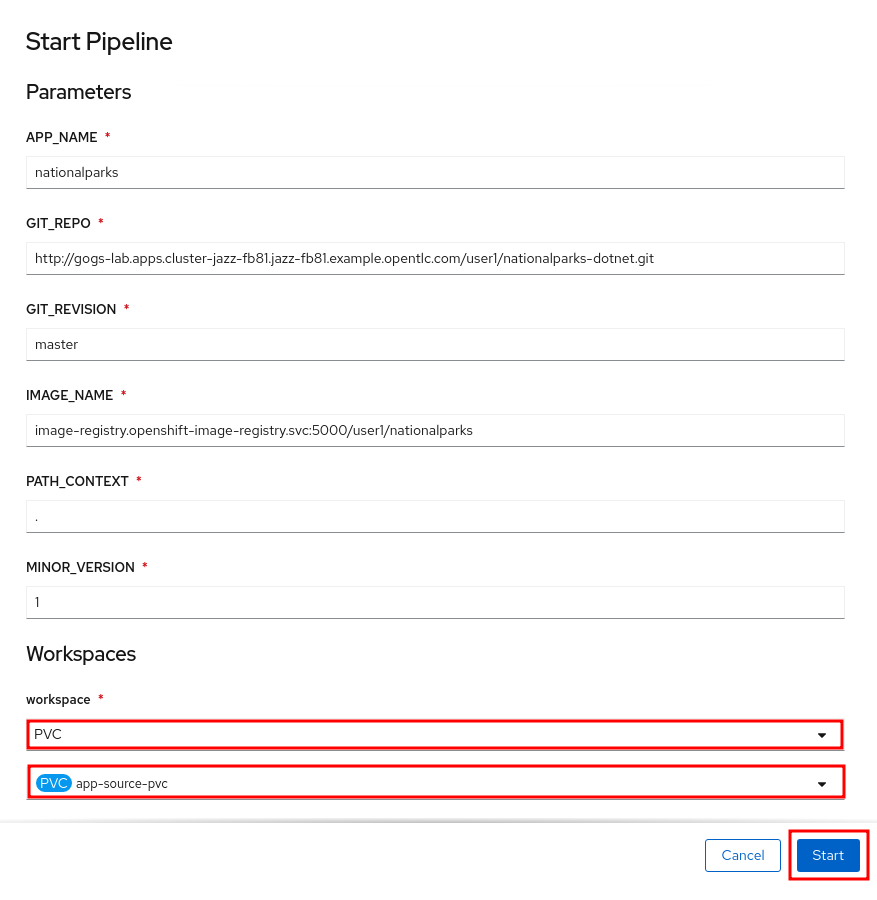 Start Pipeline
Parameters
APP_NAME *
nationalparks
GIT_REPO *
http://gogs-lab.apps.cluster-jazz-fb81.jazz-fb81.example.opentlc.com/user1/nationalparks-dotnet.git
GIT_REVISION *
master
IMAGE_NAME *
image-registry.openshift-image-registry.svc:5000/user1/nationalparks
PATH_CONTEXT *
.
MINOR_VERSION *
1
Workspaces
workspace *
PVC
PVC app-source-pvc
Cancel Start